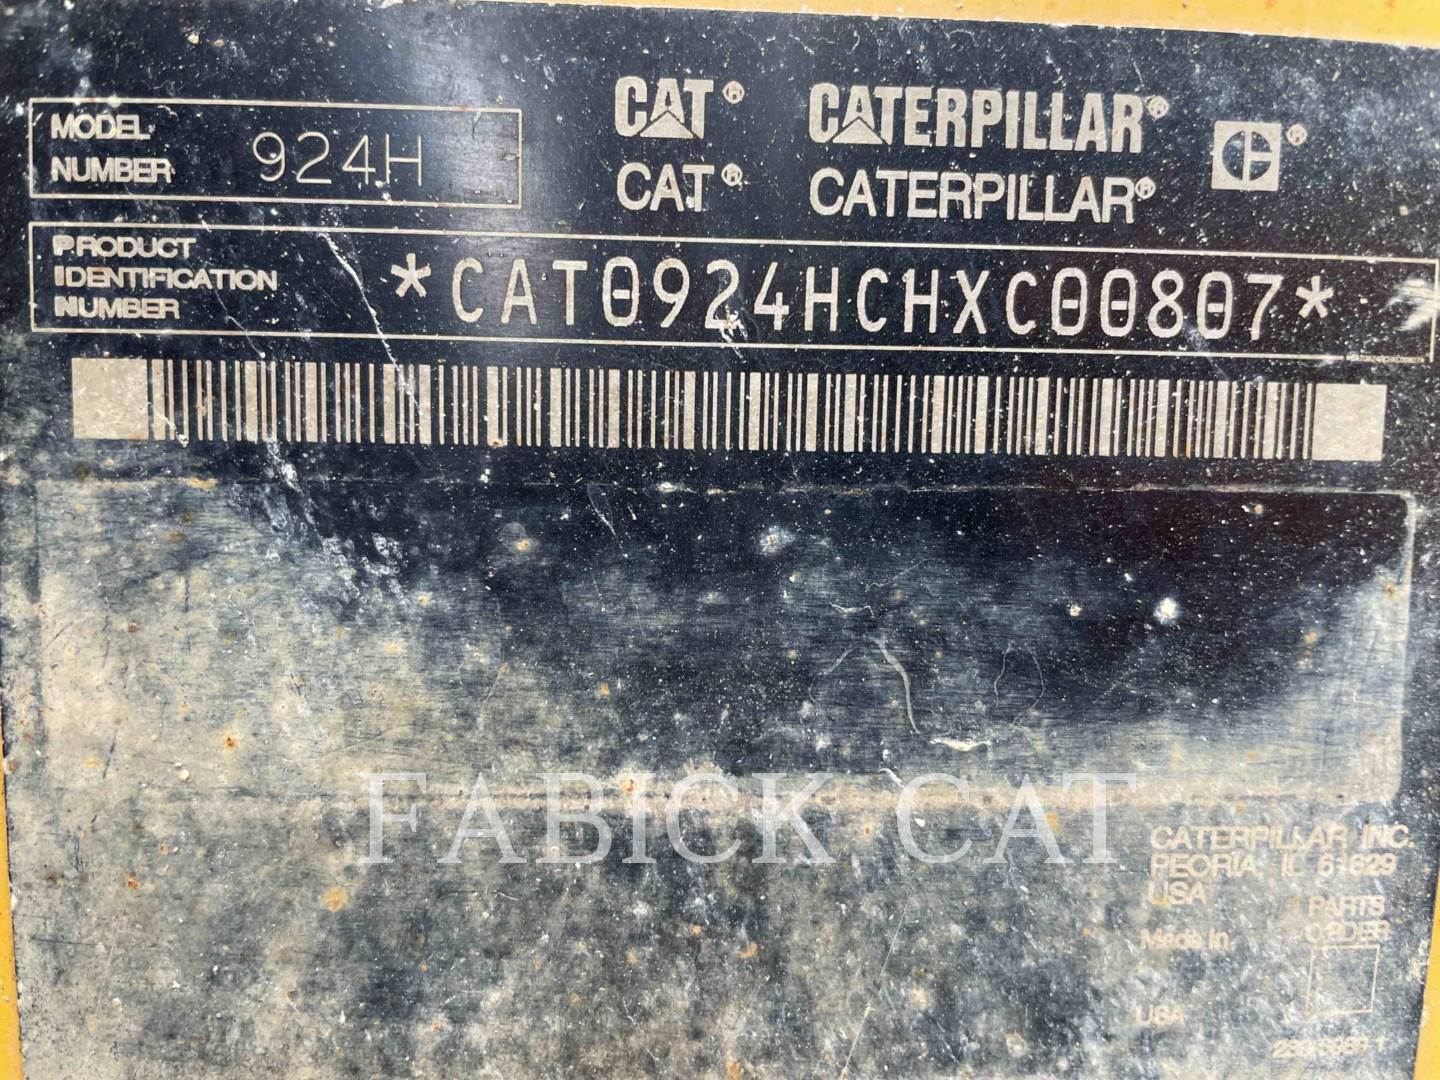 MODEL
NUMBER 924H
CAT® CATERPILLAR®
CAT® CATERPILLAR®
PRODUCT
IDENTIFICATION
NUMBER
*CAT0924HCHXC00807*
FABICK CAT
CATERPILLAR INC.
PEORIA, IL 61629
USA
PARTS
ORDER
Made in
USA